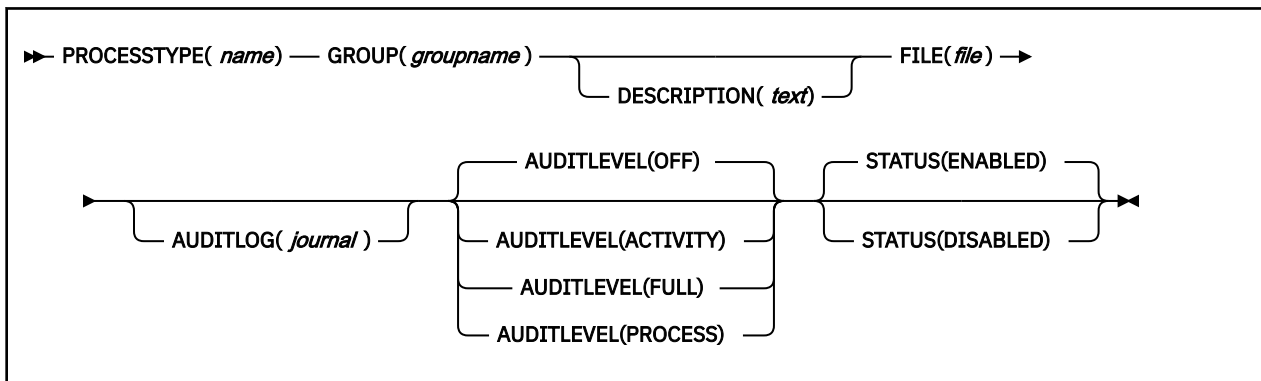 PROCESSTYPE( name) GROUP( groupname ) FILE(file)
DESCRIPTION( text)
AUDITLEVEL(OFF) STATUS(ENABLED)
AUDITLOG( journal ) AUDITLEVEL(ACTIVITY) STATUS(DISABLED)
AUDITLEVEL(FULL)
AUDITLEVEL(PROCESS)